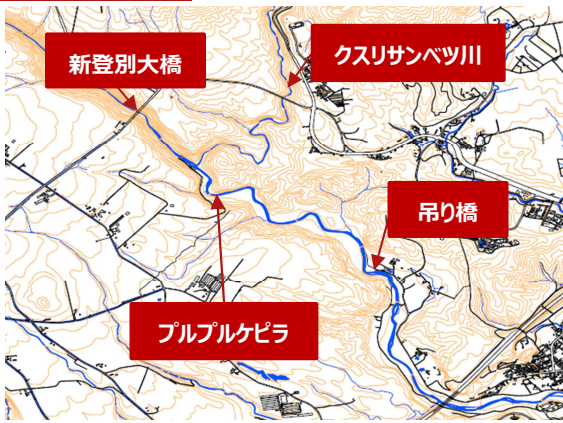 新登別大橋
クスリサンベツ川
吊り橋
プルプルケピラ